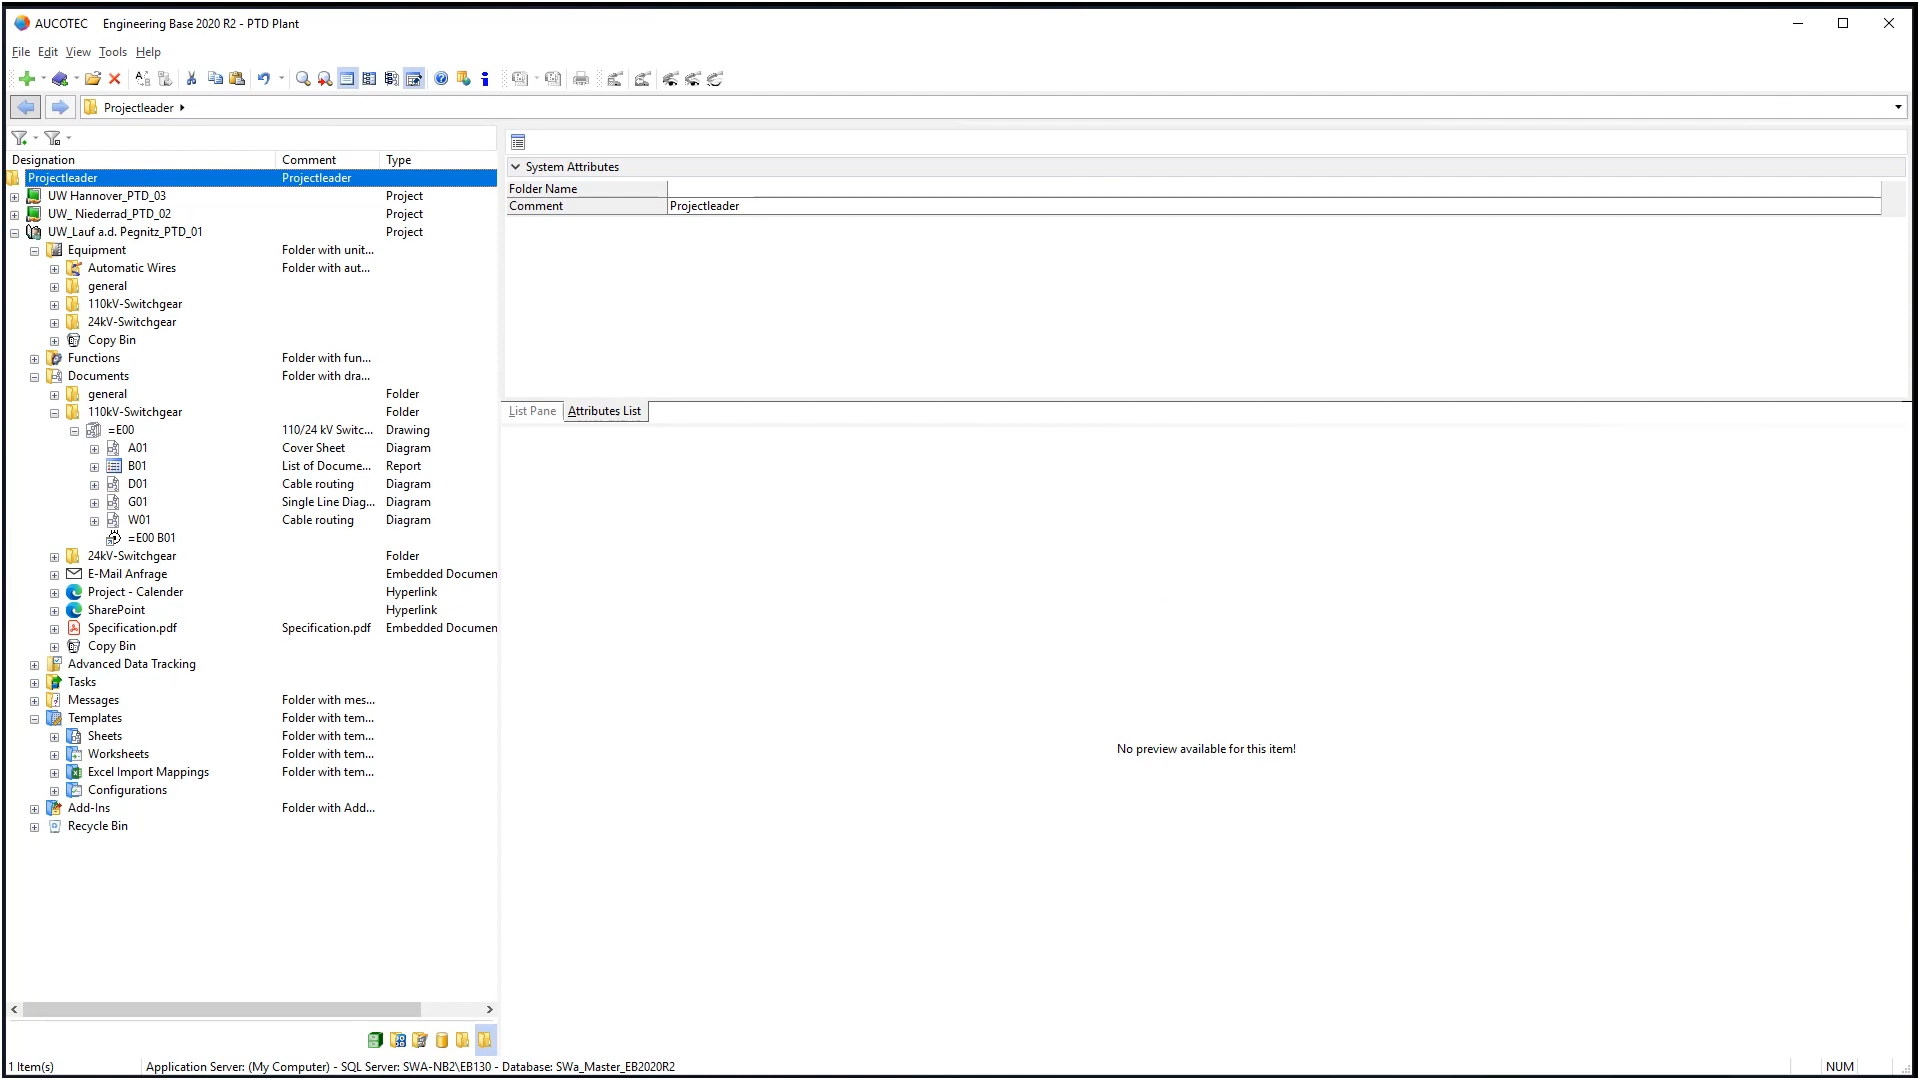 AUCOTEC Engineering Base 2020 R2 - PTD Plant
File Edit View Tools Help
Projectleader
Designation Comment Type
Projectleader Projectleader
UW Hannover_PTD_03 Project
UW_ Niederrad_PTD_02 Project
UW_Lauf a.d. Pegnitz_PTD_01 Project
Equipment Folder with unit...
Automatic Wires Folder with aut...
general
110kV-Switchgear
24kV-Switchgear
Copy Bin
Functions Folder with fun...
Documents Folder with dra...
general Folder
110kV-Switchgear Folder
=E00 110/24 kV Switc... Drawing
A01 Cover Sheet Diagram
B01 List of Docume... Report
D01 Cable routing Diagram
G01 Single Line Diag... Diagram
W01 Cable routing Diagram
=E00 B01
24kV-Switchgear Folder
E-Mail Anfrage Embedded Documen
Project - Calender Hyperlink
SharePoint Hyperlink
Specification.pdf Specification.pdf Embedded Documen
Copy Bin
Advanced Data Tracking
Tasks
Messages Folder with mes...
Templates Folder with tem...
Sheets Folder with tem...
Worksheets Folder with tem...
Excel Import Mappings Folder with tem...
Configurations Folder with tem...
Add-Ins Folder with Add...
Recycle Bin
System Attributes
Folder Name
Comment Projectleader
List Pane Attributes List
No preview available for this item!
1 Item(s) Application Server: (My Computer) - SQL Server: SWA-NB2\EB130 - Database: SWa_Master_EB2020R2 NUM